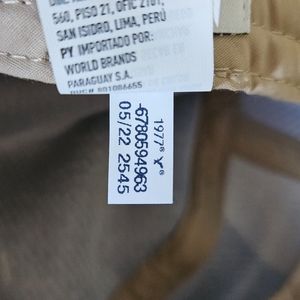 560, PISO 21, OFIC 2101,
SAN ISIDRO, LIMA, PERÚ
PY IMPORTADO POR:
WORLD BRANDS
PARAGUAY S.A.
1977®
-67805949G3
05/22 2545